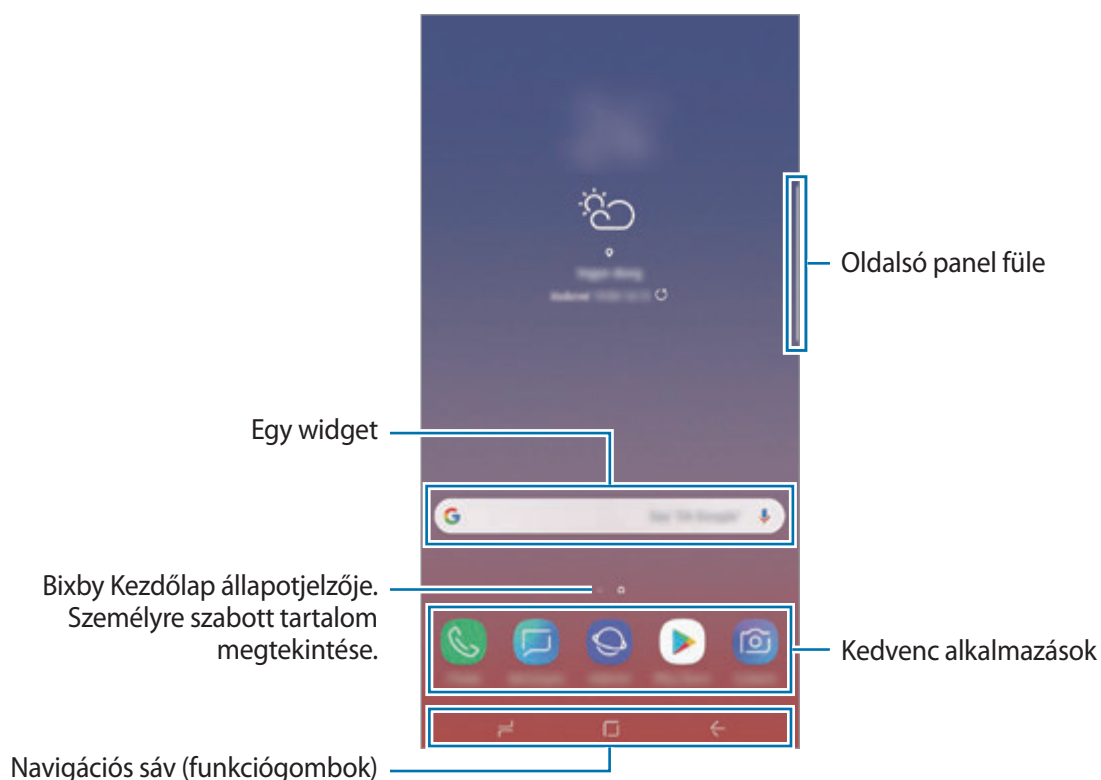 Oldalsó panel füle
Egy widget
Bixby Kezdőlap állapotjelzője.
Személyre szabott tartalom
megtekintése.
Kedvenc alkalmazások
Navigációs sáv (funkciógombok)